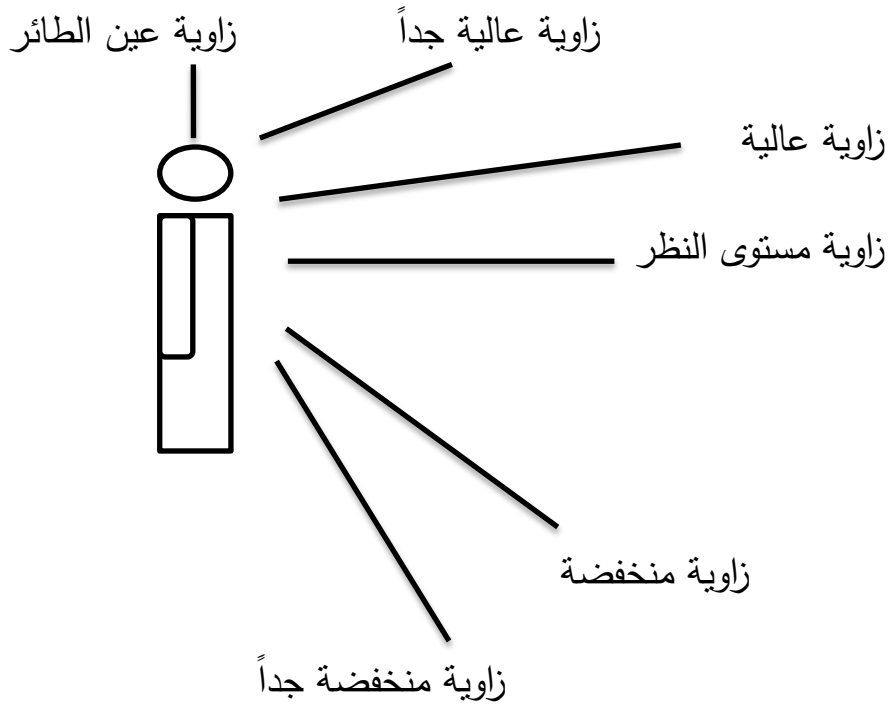 زاوية عين الطائر
زاوية عالية جداً
زاوية عالية
زاوية مستوى النظر
زاوية منخفضة
زاوية منخفضة جداً